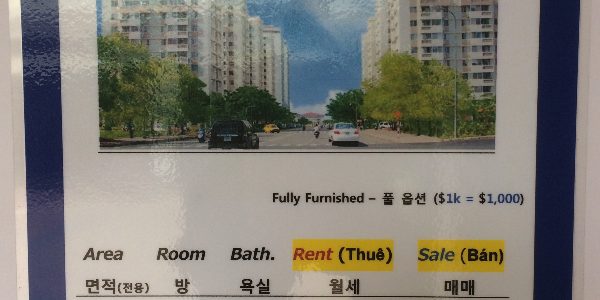 Fully Furnished – 풀 옵션 ($1k = $1,000)
Area Room Bath. Rent (Thuê) Sale (Bán)
면적(전용) 방 욕실 월세 매매